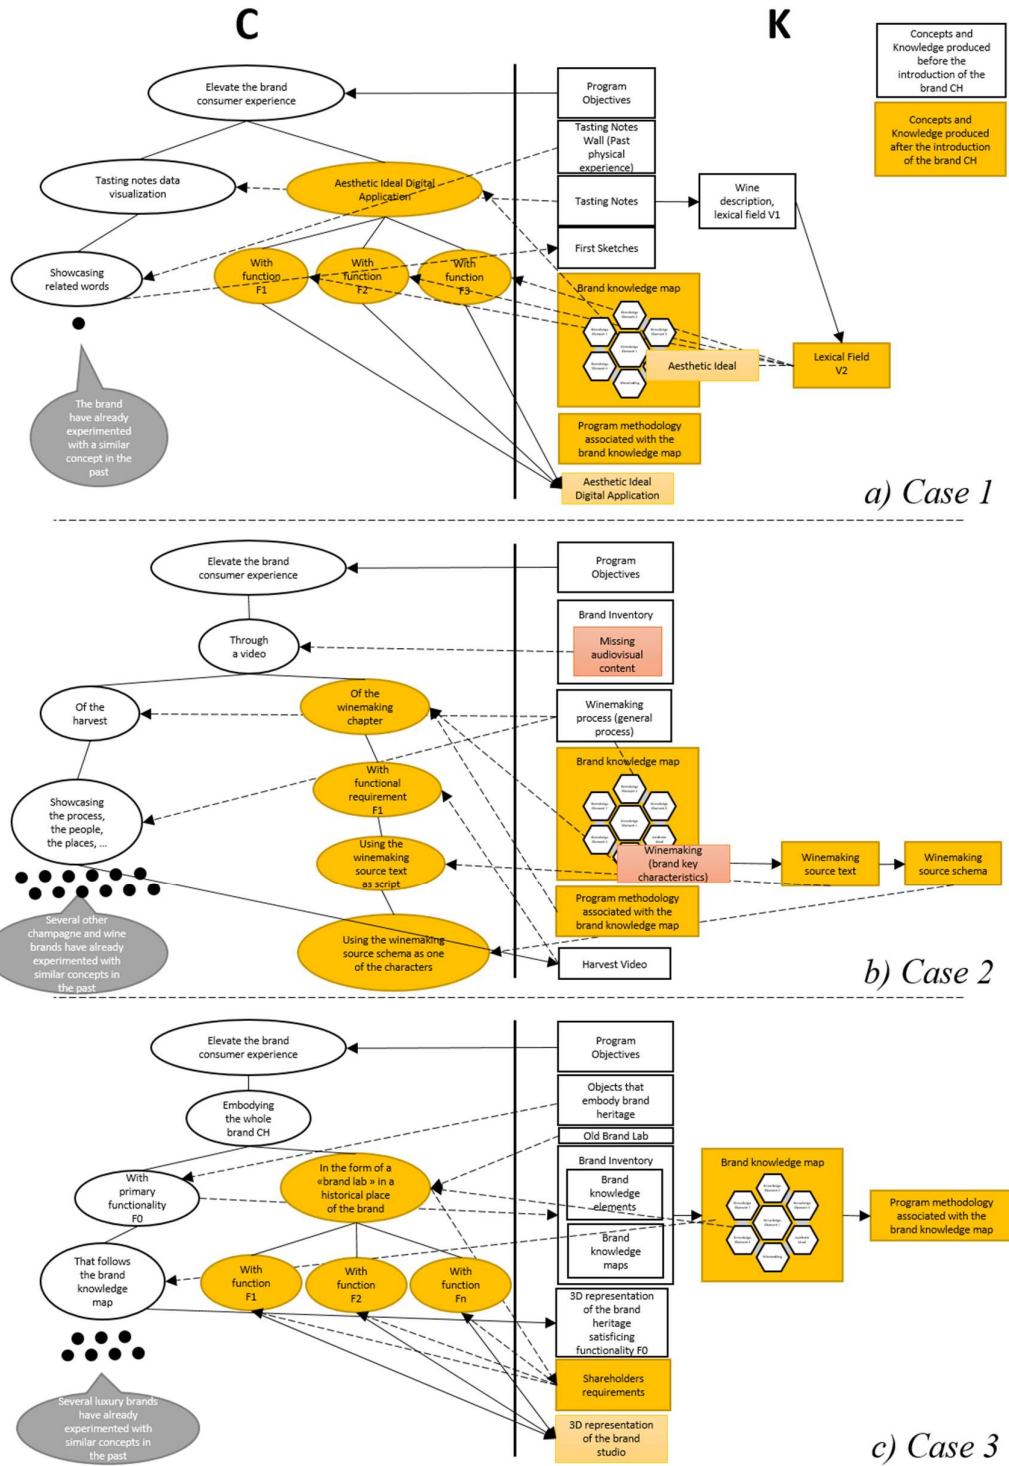 C
K
Concepts and
Knowledge produced
before the
introduction of the
brand CH
Concepts and
Knowledge produced
after the introduction
of the brand CH
Elevate the brand
consumer experience
Program
Objectives
Tasting Notes
Wall (Past
physical
experience)
Tasting notes data
visualization
Aesthetic Ideal Digital
Application
Tasting Notes
Wine
description,
lexical field V1
First Sketches
Showcasing
related words
With
function
F1
With
function
F2
With
function
F3
Brand knowledge map
Aesthetic Ideal
Lexical Field
V2
The brand
have already
experimented
with a similar
concept in the
past
Program methodology
associated with the
brand knowledge map
Aesthetic Ideal
Digital Application
a) Case 1
Elevate the brand
consumer experience
Program
Objectives
Through
a video
Brand Inventory
Missing
audiovisual
content
Of the
harvest
Of the
winemaking
chapter
Winemaking
process (general
process)
Showcasing
the process,
the people,
the places, ...
With
functional
requirement
F1
Brand knowledge map
Using the
winemaking
source text
as script
Winemaking
(brand key
characteristics)
Winemaking
source text
Winemaking
source schema
Several other
champagne and wine
brands have already
experimented with
similar concepts in
the past
Using the winemaking
source schema as one
of the characters
Program methodology
associated with the
brand knowledge map
Harvest Video
b) Case 2
Elevate the brand
consumer experience
Program
Objectives
Embodying
the whole
brand CH
Objects that
embody brand
heritage
Old Brand Lab
With
primary
functionality
F0
In the form of a
«brand lab » in a
historical place
of the brand
Brand Inventory
Brand
knowledge
elements
Brand
knowledge
maps
Brand knowledge map
Program methodology
associated with the
brand knowledge map
That follows
the brand
knowledge
map
With
function
F1
With
function
F2
With
function
Fn
3D representation
of the brand
heritage
satisficing
functionality F0
Shareholders
requirements
3D representation
of the brand
studio
Several luxury brands
have already
experimented with
similar concepts in
the past
c) Case 3